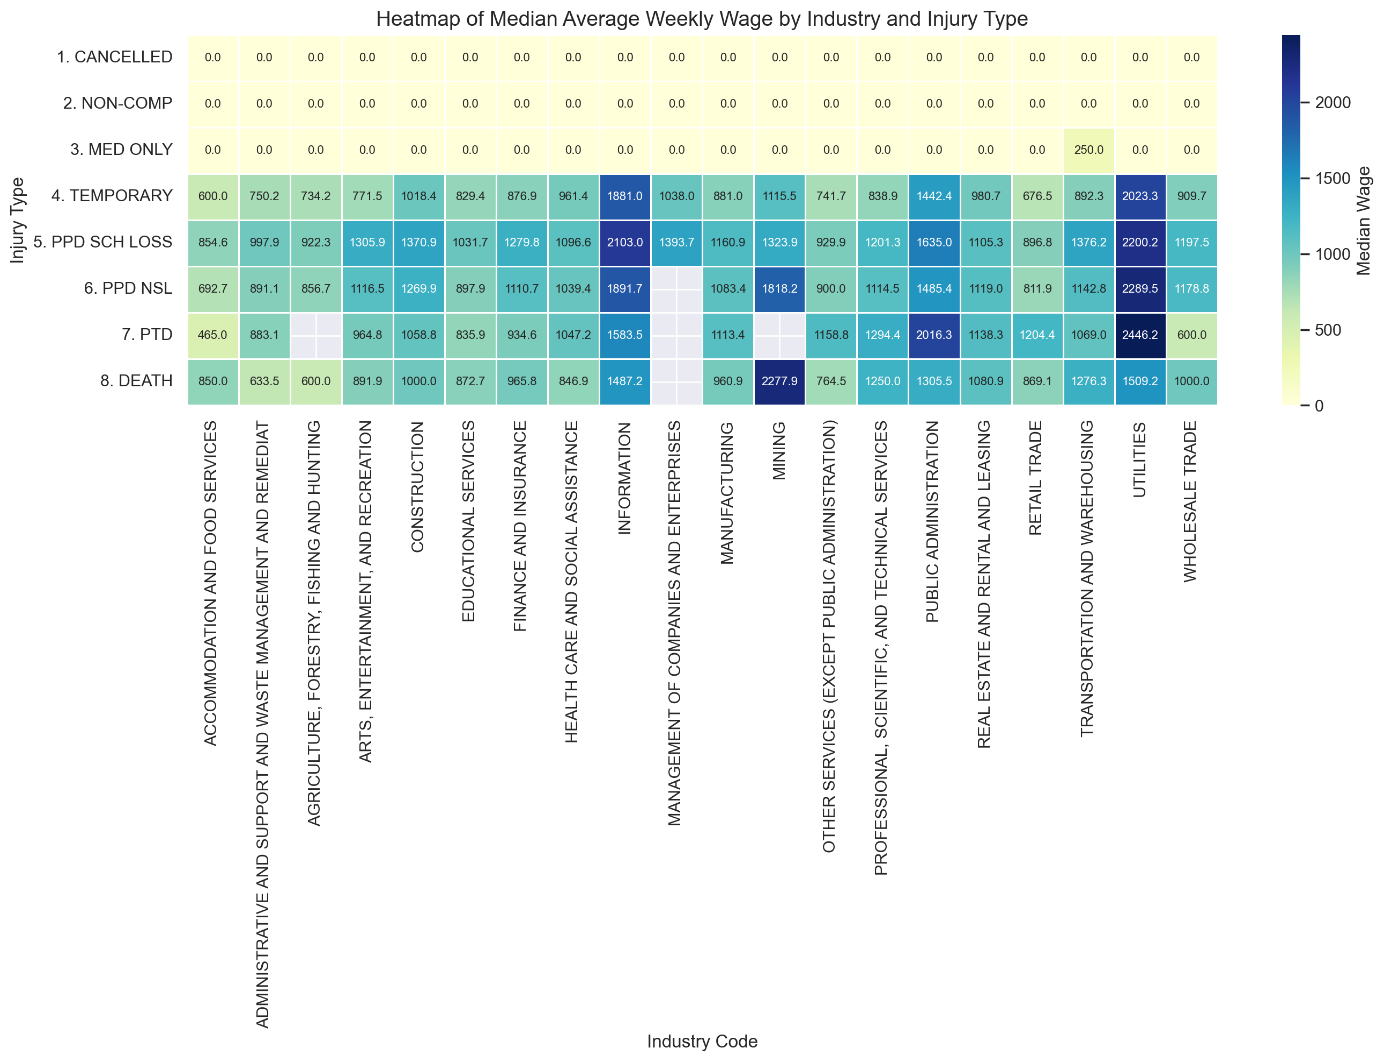 Heatmap of Median Average Weekly Wage by Industry and Injury Type
Injury Type
1. CANCELLED 0.0 0.0 0.0 0.0 0.0 0.0 0.0 0.0 0.0 0.0 0.0 0.0 0.0 0.0 0.0 0.0 0.0 0.0 0.0 0.0
2. NON-COMP 0.0 0.0 0.0 0.0 0.0 0.0 0.0 0.0 0.0 0.0 0.0 0.0 0.0 0.0 0.0 0.0 0.0 0.0 0.0 0.0
3. MED ONLY 0.0 0.0 0.0 0.0 0.0 0.0 0.0 0.0 0.0 0.0 0.0 0.0 0.0 0.0 0.0 0.0 0.0 250.0 0.0 0.0
4. TEMPORARY 600.0 750.2 734.2 771.5 1018.4 829.4 876.9 961.4 1881.0 1038.0 881.0 1115.5 741.7 838.9 1442.4 980.7 676.5 892.3 2023.3 909.7
5. PPD SCH LOSS 854.6 997.9 922.3 1305.9 1370.9 1031.7 1279.8 1096.6 2103.0 1393.7 1160.9 1323.9 929.9 1201.3 1635.0 1105.3 896.8 1376.2 2200.2 1197.5
6. PPD NSL 692.7 891.1 856.7 1116.5 1269.9 897.9 1110.7 1039.4 1891.7 1083.4 1818.2 900.0 1114.5 1485.4 1119.0 811.9 1142.8 2289.5 1178.8
7. PTD 465.0 883.1 964.8 1058.8 835.9 934.6 1047.2 1583.5 1113.4 1158.8 1294.4 2016.3 1138.3 1204.4 1069.0 2446.2 600.0
8. DEATH 850.0 633.5 600.0 891.9 1000.0 872.7 965.8 846.9 1487.2 960.9 2277.9 764.5 1250.0 1305.5 1080.9 869.1 1276.3 1509.2 1000.0
ACCOMMODATION AND FOOD SERVICES
ADMINISTRATIVE AND SUPPORT AND WASTE MANAGEMENT AND REMEDIAT
AGRICULTURE, FORESTRY, FISHING AND HUNTING
ARTS, ENTERTAINMENT, AND RECREATION
CONSTRUCTION
EDUCATIONAL SERVICES
FINANCE AND INSURANCE
HEALTH CARE AND SOCIAL ASSISTANCE
INFORMATION
MANAGEMENT OF COMPANIES AND ENTERPRISES
MANUFACTURING
MINING
OTHER SERVICES (EXCEPT PUBLIC ADMINISTRATION)
PROFESSIONAL, SCIENTIFIC, AND TECHNICAL SERVICES
PUBLIC ADMINISTRATION
REAL ESTATE AND RENTAL AND LEASING
RETAIL TRADE
TRANSPORTATION AND WAREHOUSING
UTILITIES
WHOLESALE TRADE
Industry Code
2000
1500
1000
500
0
Median Wage